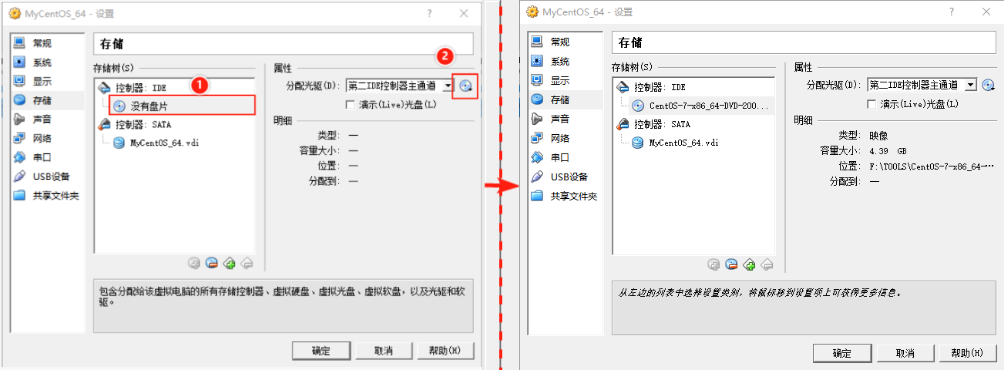 MyCentOS_64 - 设置
常规
系统
显示
存储
声音
网络
串口
USB设备
共享文件夹
存储
存储树(S)
控制器: IDE
1
没有盘片
控制器: SATA
MyCentOS_64.vdi
属性
2
分配光驱(D): 第二IDE控制器主通道
演示(Live)光盘(L)
明细
类型: —
容量大小: —
位置: —
分配到: —
包含分配给该虚拟电脑的所有存储控制器、虚拟硬盘、虚拟光盘、虚拟软盘，以及光驱和软
驱。
确定 取消 帮助(H)
MyCentOS_64 - 设置
常规
系统
显示
存储
声音
网络
串口
USB设备
共享文件夹
存储
存储树(S)
控制器: IDE
CentOS-7-x86_64-DVD-200...
控制器: SATA
MyCentOS_64.vdi
属性
分配光驱(D): 第二IDE控制器主通道
演示(Live)光盘(L)
明细
类型: 映像
容量大小: 4.39 GB
位置: F:\TOOLS\CentOS-7-x86_64-...
分配到: —
从左边的列表中选择设置类别，将鼠标移到设置项上可获得更多信息。
确定 取消 帮助(H)